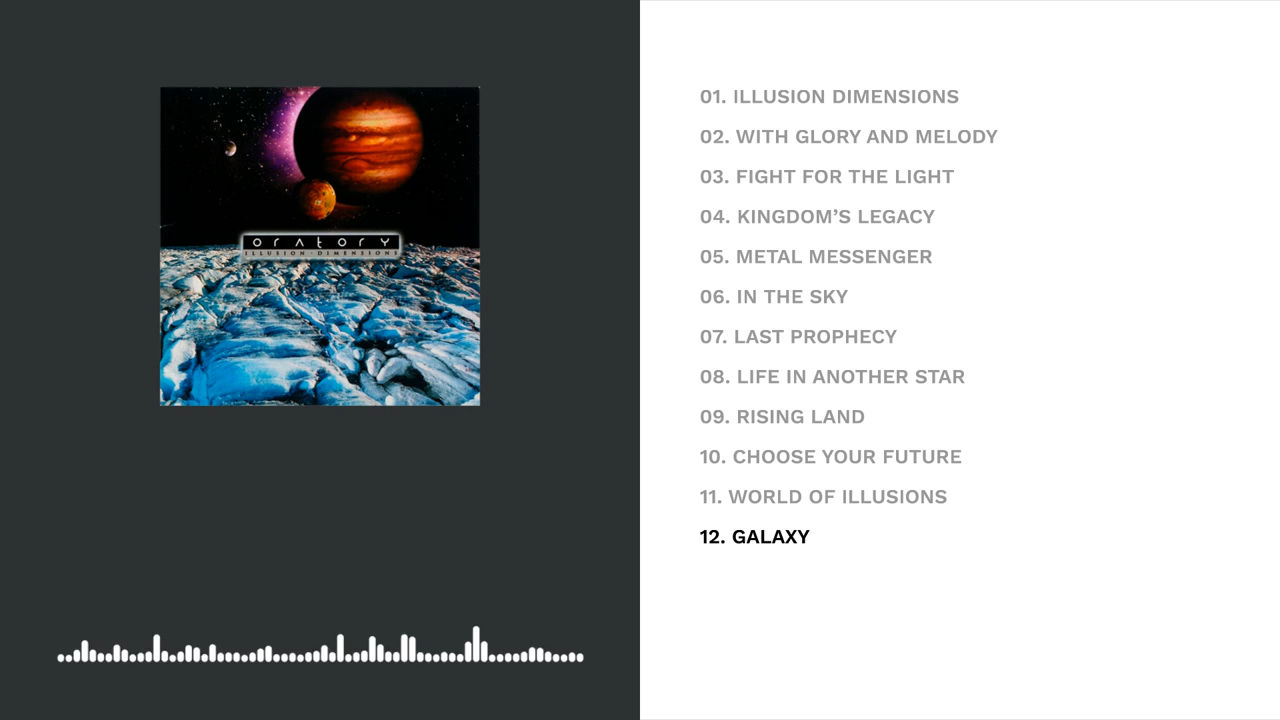 oratory
ILLUSION · DIMENSIONS
01. ILLUSION DIMENSIONS
02. WITH GLORY AND MELODY
03. FIGHT FOR THE LIGHT
04. KINGDOM’S LEGACY
05. METAL MESSENGER
06. IN THE SKY
07. LAST PROPHECY
08. LIFE IN ANOTHER STAR
09. RISING LAND
10. CHOOSE YOUR FUTURE
11. WORLD OF ILLUSIONS
12. GALAXY